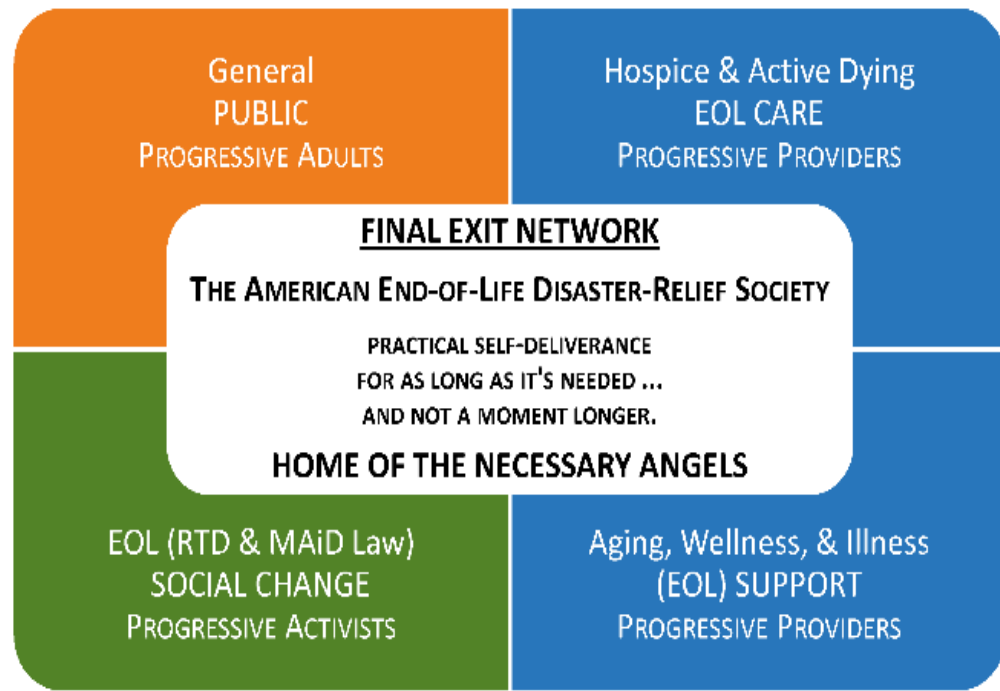 General
PUBLIC
PROGRESSIVE ADULTS
Hospice & Active Dying
EOL CARE
PROGRESSIVE PROVIDERS
FINAL EXIT NETWORK
THE AMERICAN END-OF-LIFE DISASTER-RELIEF SOCIETY
PRACTICAL SELF-DELIVERANCE
FOR AS LONG AS IT'S NEEDED ...
AND NOT A MOMENT LONGER.
HOME OF THE NECESSARY ANGELS
EOL (RTD & MAiD Law)
SOCIAL CHANGE
PROGRESSIVE ACTIVISTS
Aging, Wellness, & Illness
(EOL) SUPPORT
PROGRESSIVE PROVIDERS